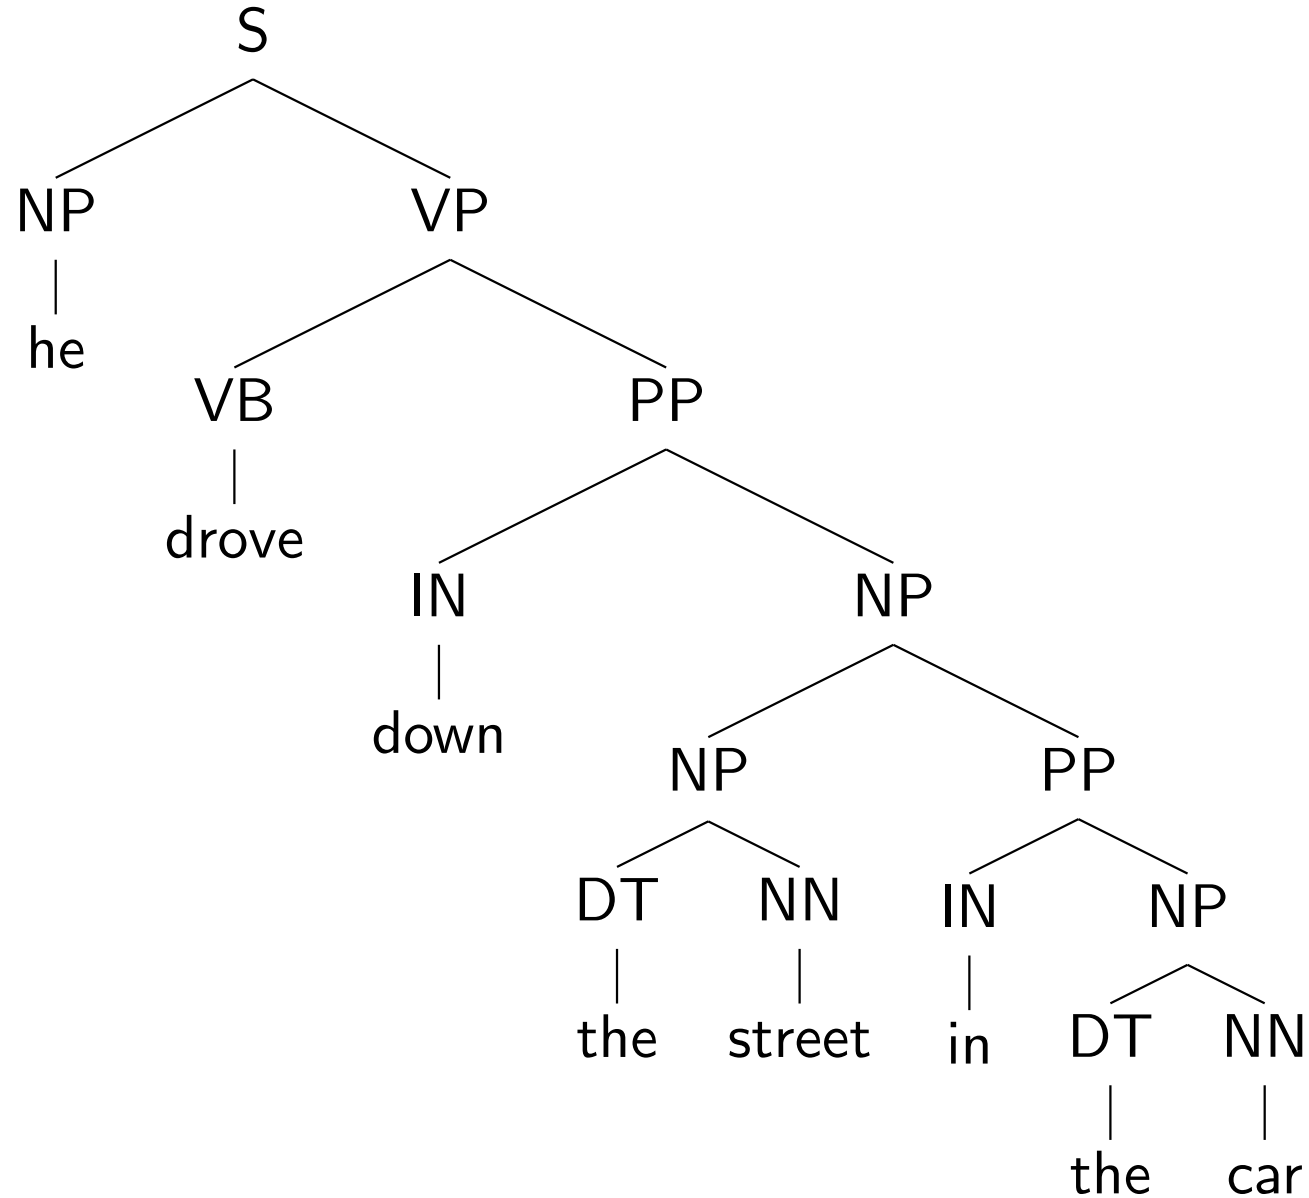 S
NP VP
he
VB PP
drove
IN NP
down
NP PP
DT NN IN NP
the street in DT NN
the car